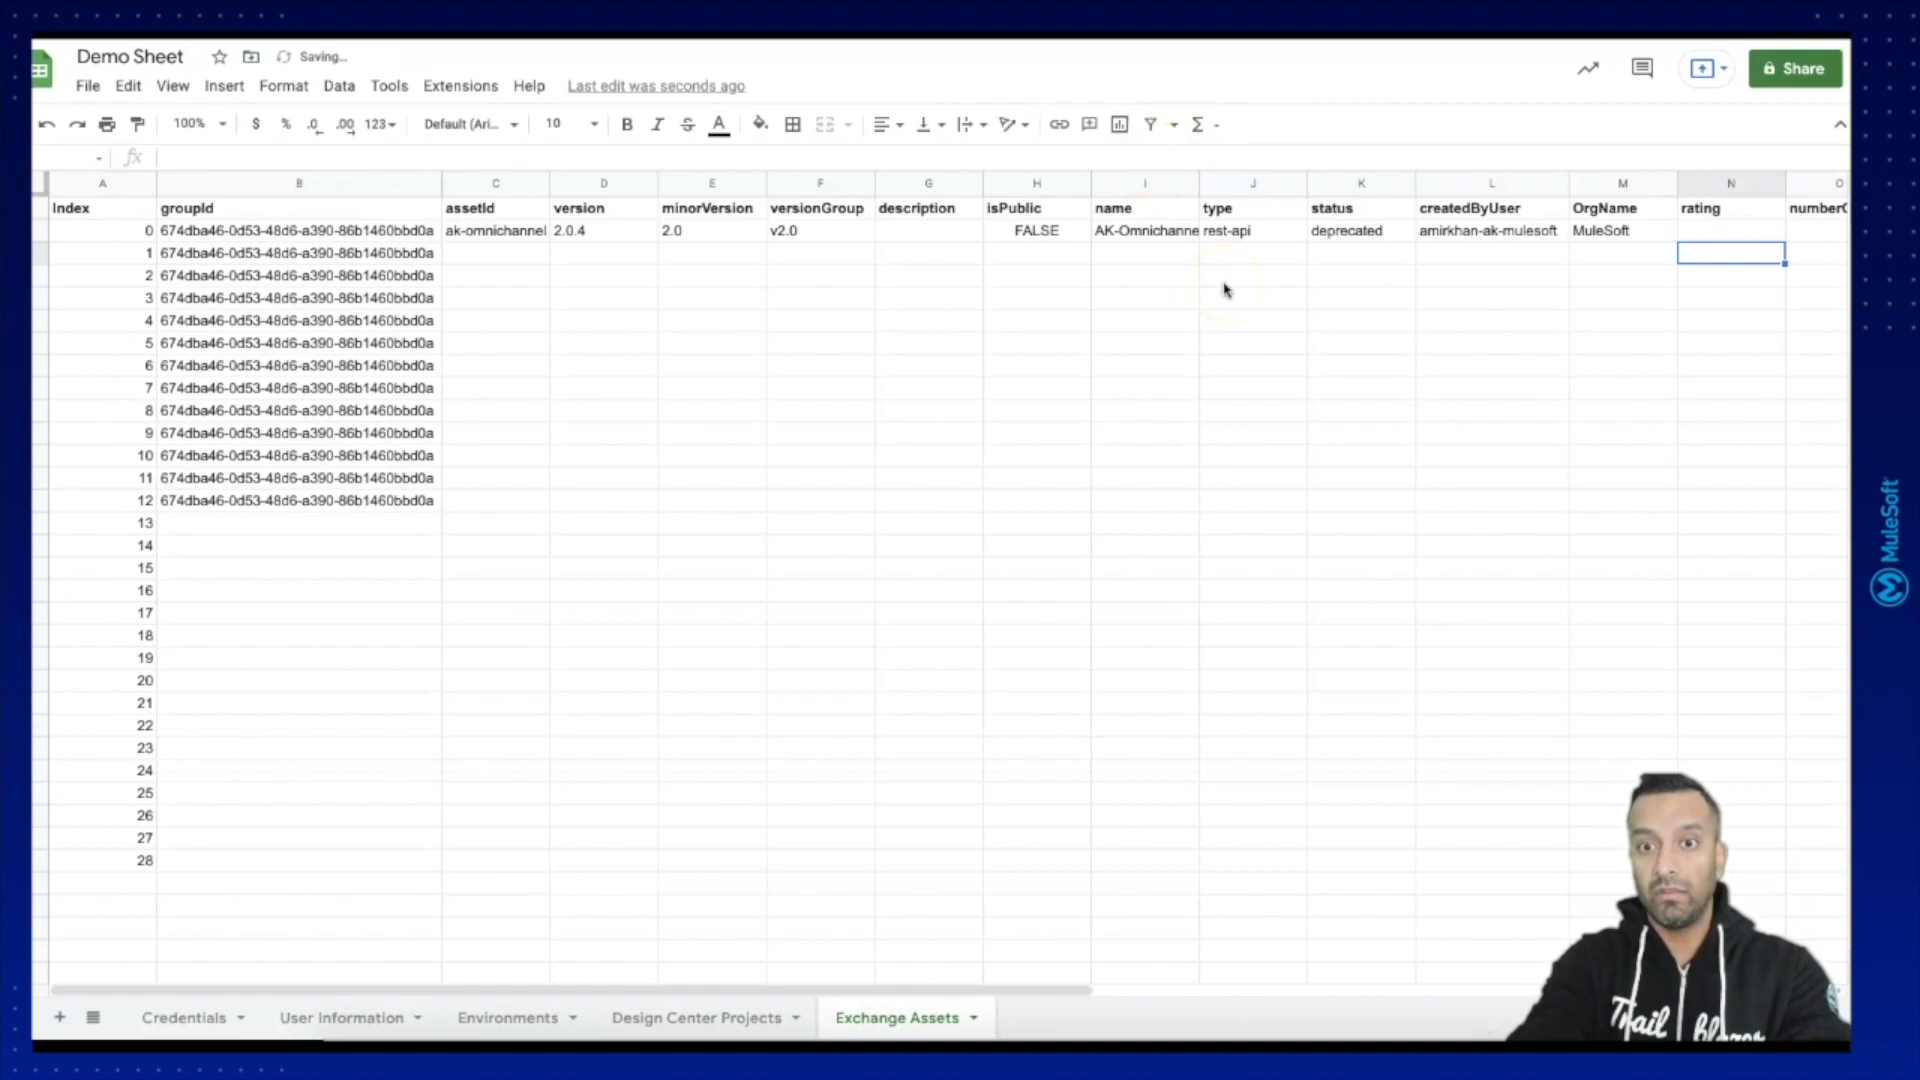 Demo Sheet Saving...
File Edit View Insert Format Data Tools Extensions Help Last edit was seconds ago
Share
100% $ % .0 .00 123 Default (Ari... 10 B I S A Σ
fx
A B C D E F G H I J K L M N O
Index groupId assetId version minorVersion versionGroup description isPublic name type status createdByUser OrgName rating
0 674dba46-0d53-48d6-a390-86b1460bbd0a ak-omnichannel 2.0.4 2.0 v2.0 FALSE AK-Omnichanne rest-api deprecated amirkhan-ak-mulesoft MuleSoft
1 674dba46-0d53-48d6-a390-86b1460bbd0a
2 674dba46-0d53-48d6-a390-86b1460bbd0a
3 674dba46-0d53-48d6-a390-86b1460bbd0a
4 674dba46-0d53-48d6-a390-86b1460bbd0a
5 674dba46-0d53-48d6-a390-86b1460bbd0a
6 674dba46-0d53-48d6-a390-86b1460bbd0a
7 674dba46-0d53-48d6-a390-86b1460bbd0a
8 674dba46-0d53-48d6-a390-86b1460bbd0a
9 674dba46-0d53-48d6-a390-86b1460bbd0a
10 674dba46-0d53-48d6-a390-86b1460bbd0a
11 674dba46-0d53-48d6-a390-86b1460bbd0a
12 674dba46-0d53-48d6-a390-86b1460bbd0a
13
14
15
16
17
18
19
20
21
22
23
24
25
26
27
28
Credentials User Information Environments Design Center Projects Exchange Assets
MuleSoft
Trail